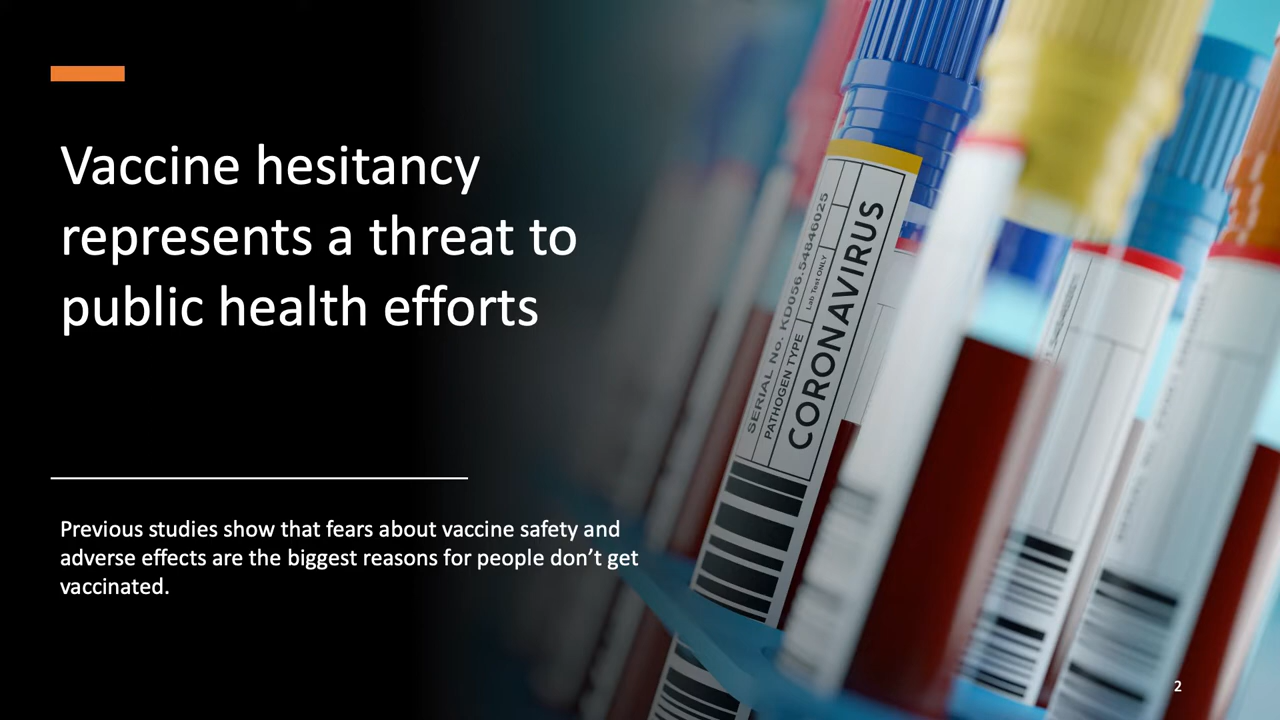 Vaccine hesitancy
represents a threat to
public health efforts
Previous studies show that fears about vaccine safety and
adverse effects are the biggest reasons for people don’t get
vaccinated.
SERIAL No. KD056.54846025
PATHOGEN TYPE
Lab Test ONLY
CORONAVIRUS
2